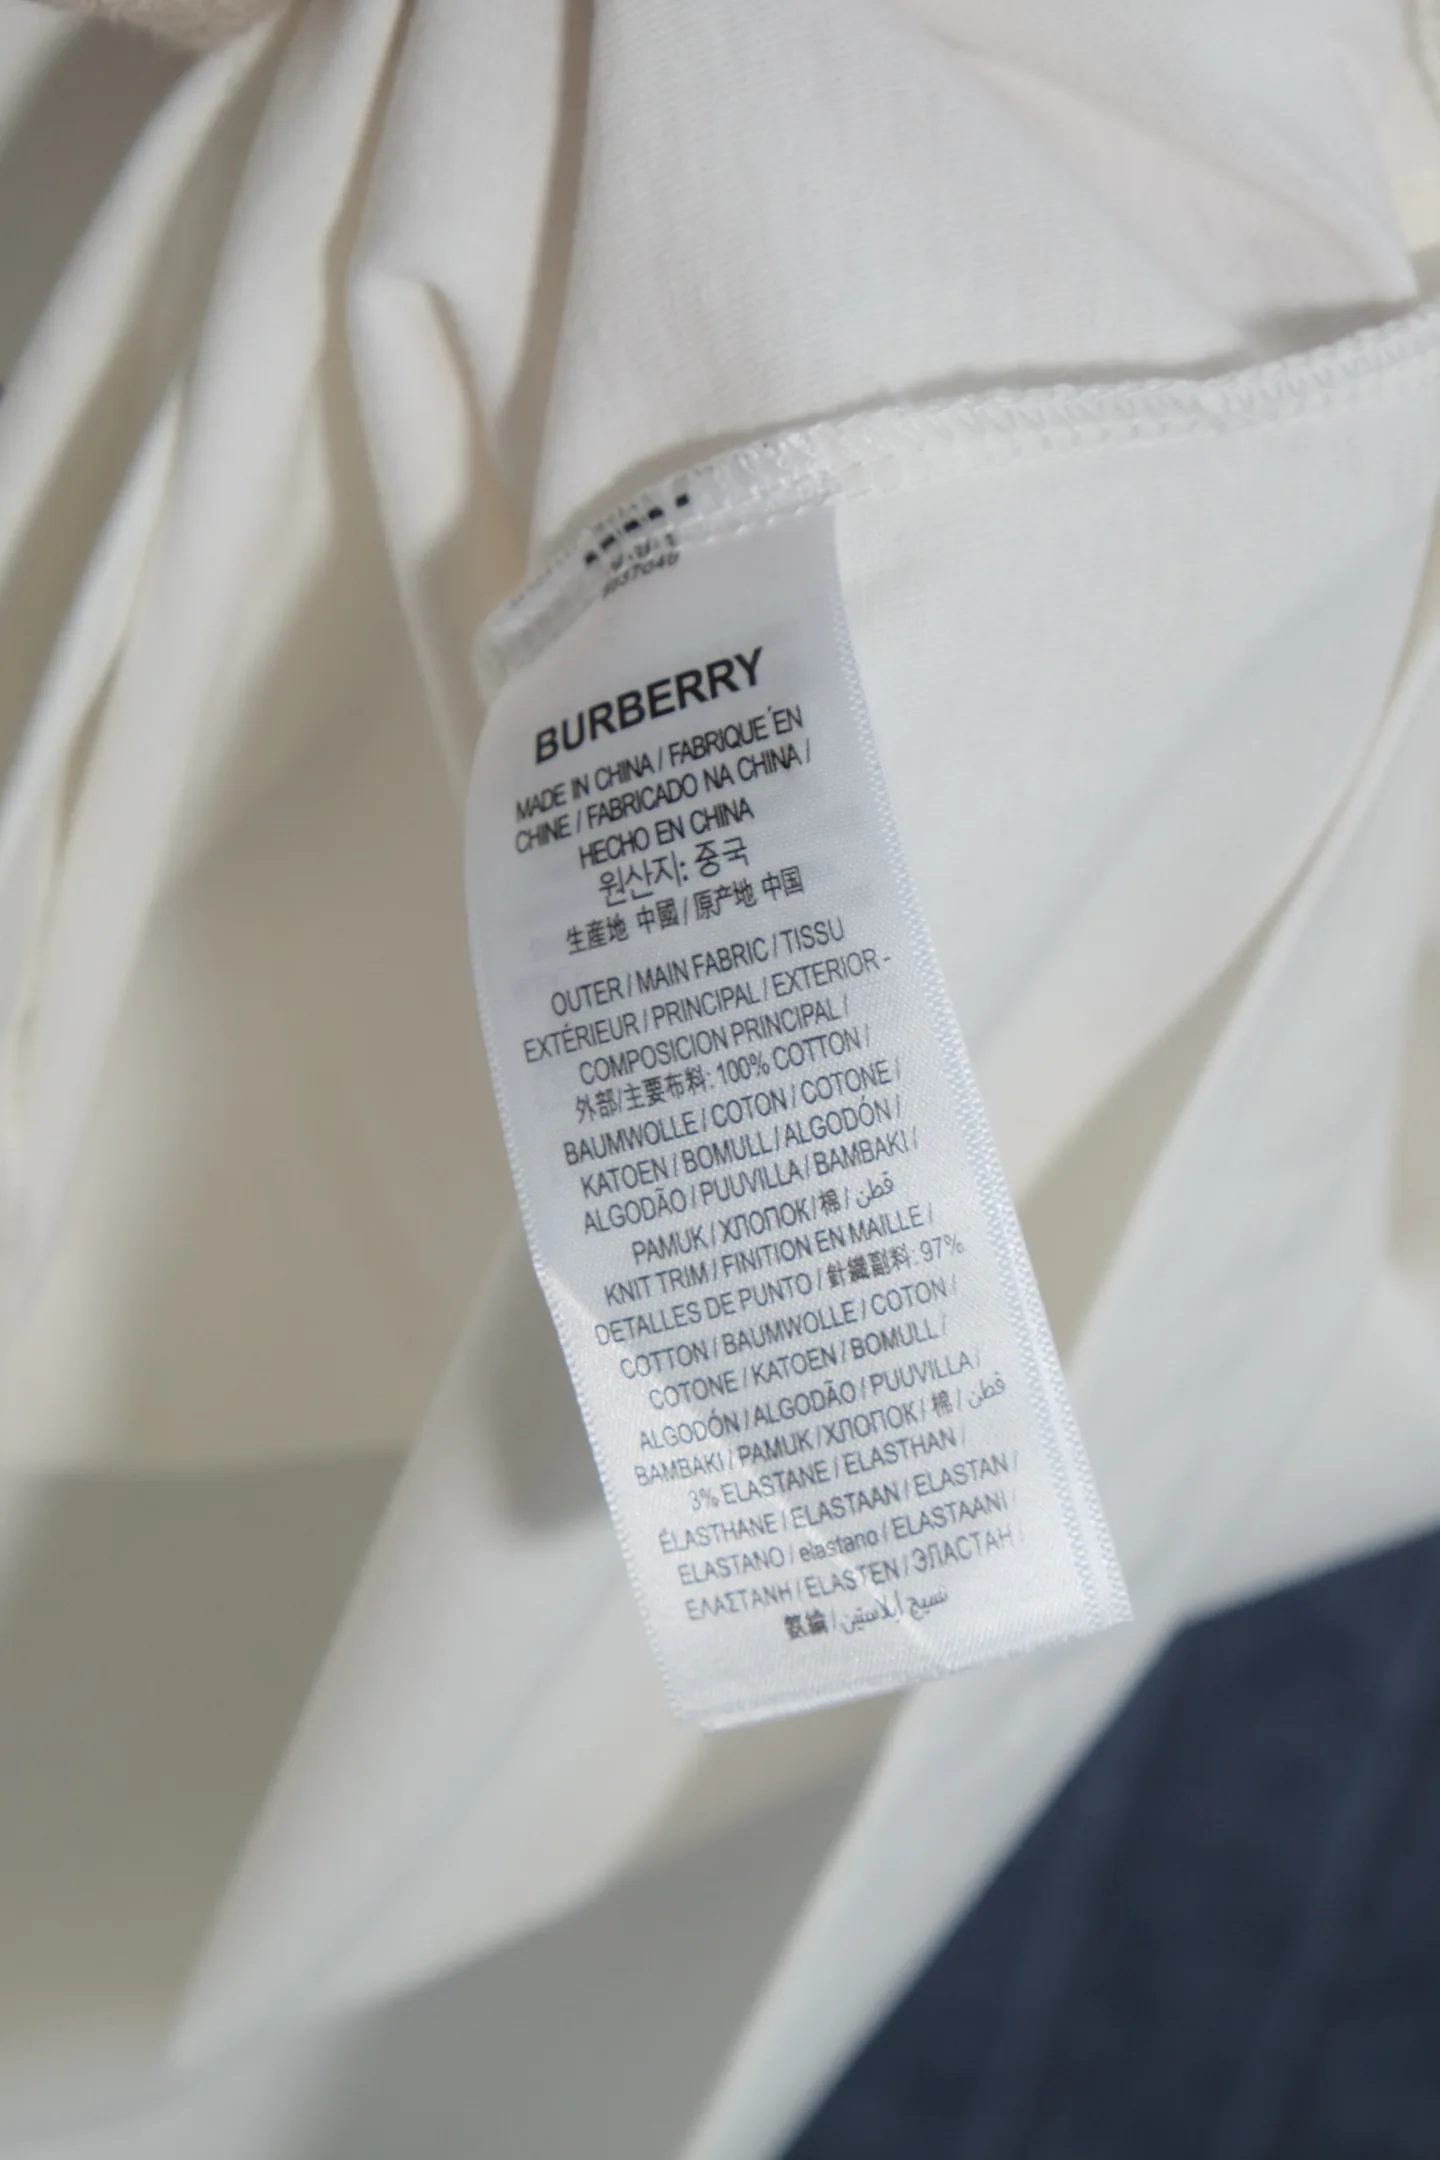 BURBERRY
MADE IN CHINA / FABRIQUE EN
CHINE / FABRICADO NA CHINA /
HECHO EN CHINA
원산지: 중국
生産地 中國 / 原产地 中国
OUTER / MAIN FABRIC / TISSU
EXTÉRIEUR / PRINCIPAL / EXTERIOR -
COMPOSICION PRINCIPAL /
外部/主要布料: 100% COTTON /
BAUMWOLLE / COTON / COTONE /
KATOEN / BOMULL / ALGODÓN /
ALGODÃO / PUUVILLA / BAMBAKI /
PAMUK / ХЛОПОК / 棉 / قطن
KNIT TRIM / FINITION EN MAILLE /
DETALLES DE PUNTO / 針織副料: 97%
COTTON / BAUMWOLLE / COTON /
COTONE / KATOEN / BOMULL /
ALGODÓN / ALGODÃO / PUUVILLA /
BAMBAKI / PAMUK / ХЛОПОК / 棉 / قطن
3% ELASTANE / ELASTHAN /
ÉLASTHANE / ELASTAAN / ELASTAN /
ELASTANO / elastano / ELASTAANI /
ΕΛΑΣΤΑΝΗ / ELASTEN / ЭЛАСТАН /
氨綸 / نسيج إيلاستين